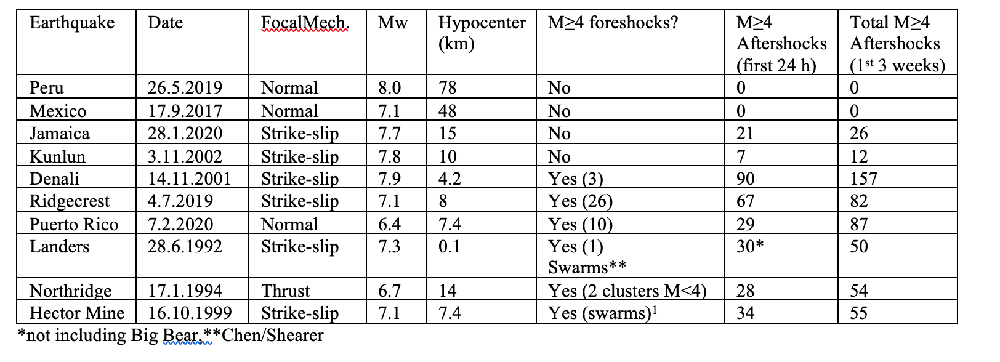 Earthquake Date FocalMech. Mw Hypocenter (km) M≥4 foreshocks? M≥4 Aftershocks (first 24 h) Total M≥4 Aftershocks (1st 3 weeks)
Peru 26.5.2019 Normal 8.0 78 No 0 0
Mexico 17.9.2017 Normal 7.1 48 No 0 0
Jamaica 28.1.2020 Strike-slip 7.7 15 No 21 26
Kunlun 3.11.2002 Strike-slip 7.8 10 No 7 12
Denali 14.11.2001 Strike-slip 7.9 4.2 Yes (3) 90 157
Ridgecrest 4.7.2019 Strike-slip 7.1 8 Yes (26) 67 82
Puerto Rico 7.2.2020 Normal 6.4 7.4 Yes (10) 29 87
Landers 28.6.1992 Strike-slip 7.3 0.1 Yes (1) Swarms** 30* 50
Northridge 17.1.1994 Thrust 6.7 14 Yes (2 clusters M<4) 28 54
Hector Mine 16.10.1999 Strike-slip 7.1 7.4 Yes (swarms)¹ 34 55
*not including Big Bear,**Chen/Shearer